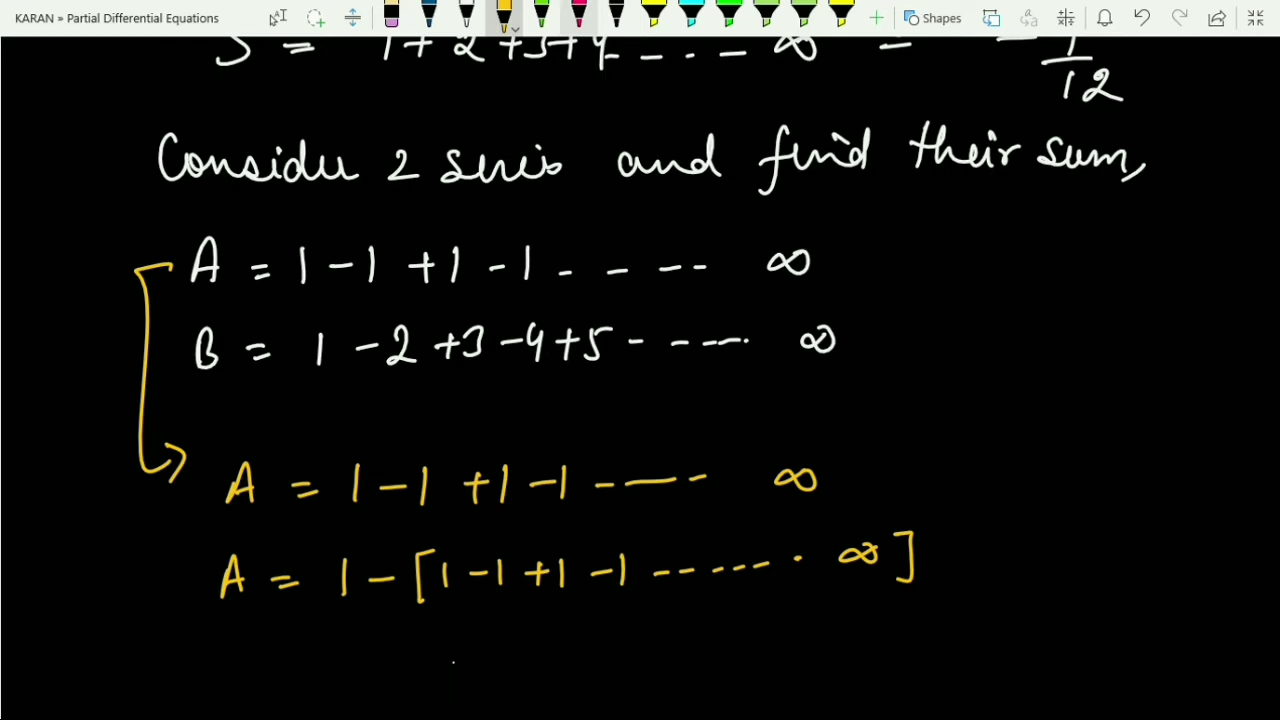 KARAN » Partial Differential Equations Shapes
S = 1+2+3+4 - - . . - ∞ = - 1/12
Consider 2 series and find their sum,
A = 1 - 1 + 1 - 1 - - - - - ∞
B = 1 - 2 + 3 - 4 + 5 - - - - - ∞
A = 1 - 1 + 1 - 1 - - - - ∞
A = 1 - [1 - 1 + 1 - 1 - - - - - - . ∞]